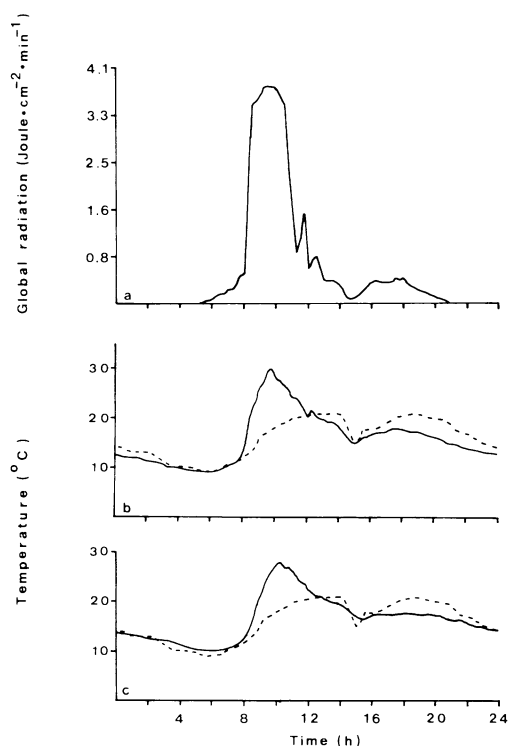 Global radiation (Joule•cm⁻²•min⁻¹)
4.1
3.3
2.5
1.6
0.8
a
Temperature (°C)
30
20
10
b
30
20
10
c
4 8 12 16 20 24
Time (h)